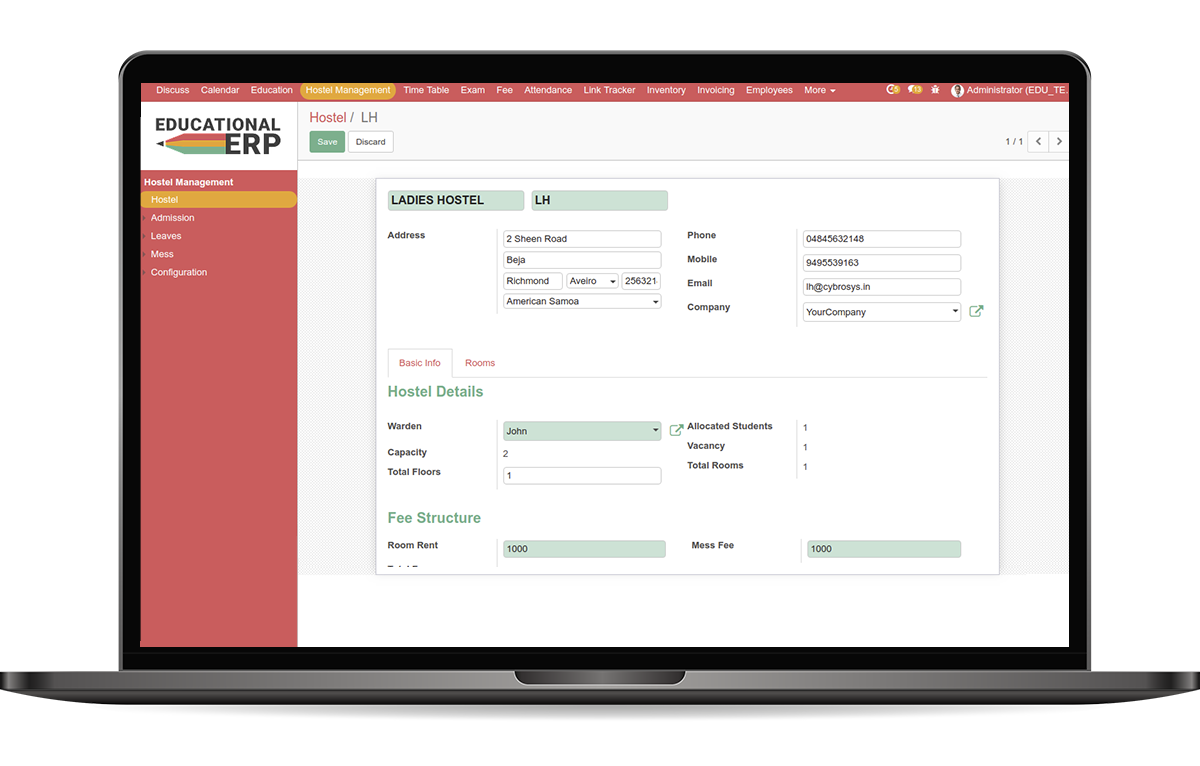 Discuss Calendar Education Hostel Management Time Table Exam Fee Attendance Link Tracker Inventory Invoicing Employees More Administrator (EDU_TE..
EDUCATIONAL
ERP
Hostel / LH
Save Discard
1 / 1
Hostel Management
Hostel
Admission
Leaves
Mess
Configuration
LADIES HOSTEL LH
Address
2 Sheen Road
Beja
Richmond Aveiro 256321
American Samoa
Phone 04845632148
Mobile 9495539163
Email lh@cybrosys.in
Company YourCompany
Basic Info Rooms
Hostel Details
Warden John
Capacity 2
Total Floors 1
Allocated Students 1
Vacancy 1
Total Rooms 1
Fee Structure
Room Rent 1000 Mess Fee 1000